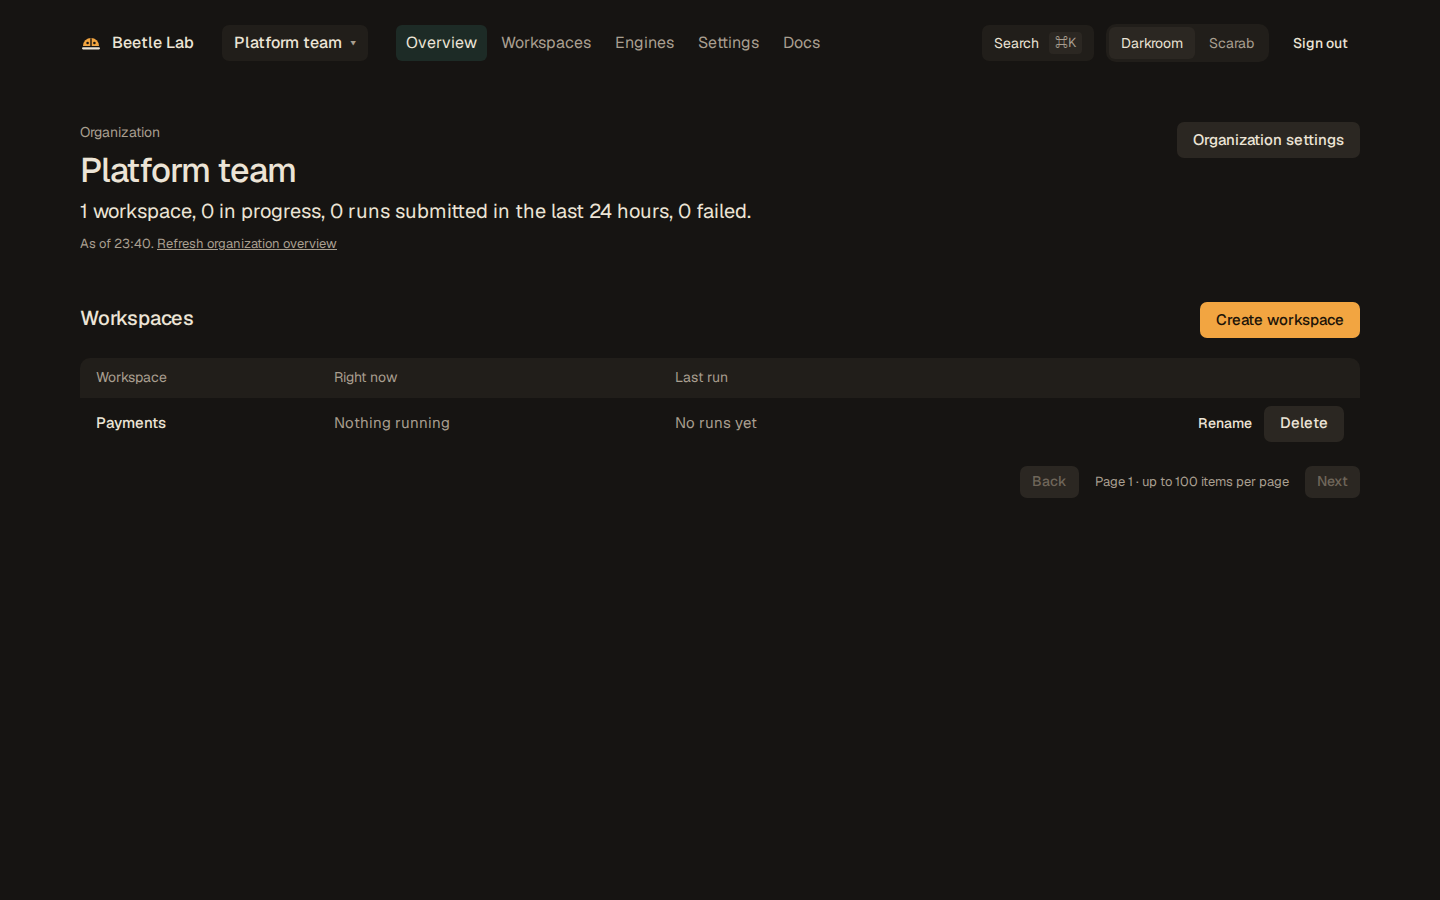 Beetle Lab Platform team ▾ Overview Workspaces Engines Settings Docs Search ⌘K Darkroom Scarab Sign out
Organization
Organization settings
Platform team
1 workspace, 0 in progress, 0 runs submitted in the last 24 hours, 0 failed.
As of 23:40. Refresh organization overview
Workspaces Create workspace
Workspace Right now Last run
Payments Nothing running No runs yet Rename Delete
Back Page 1 · up to 100 items per page Next